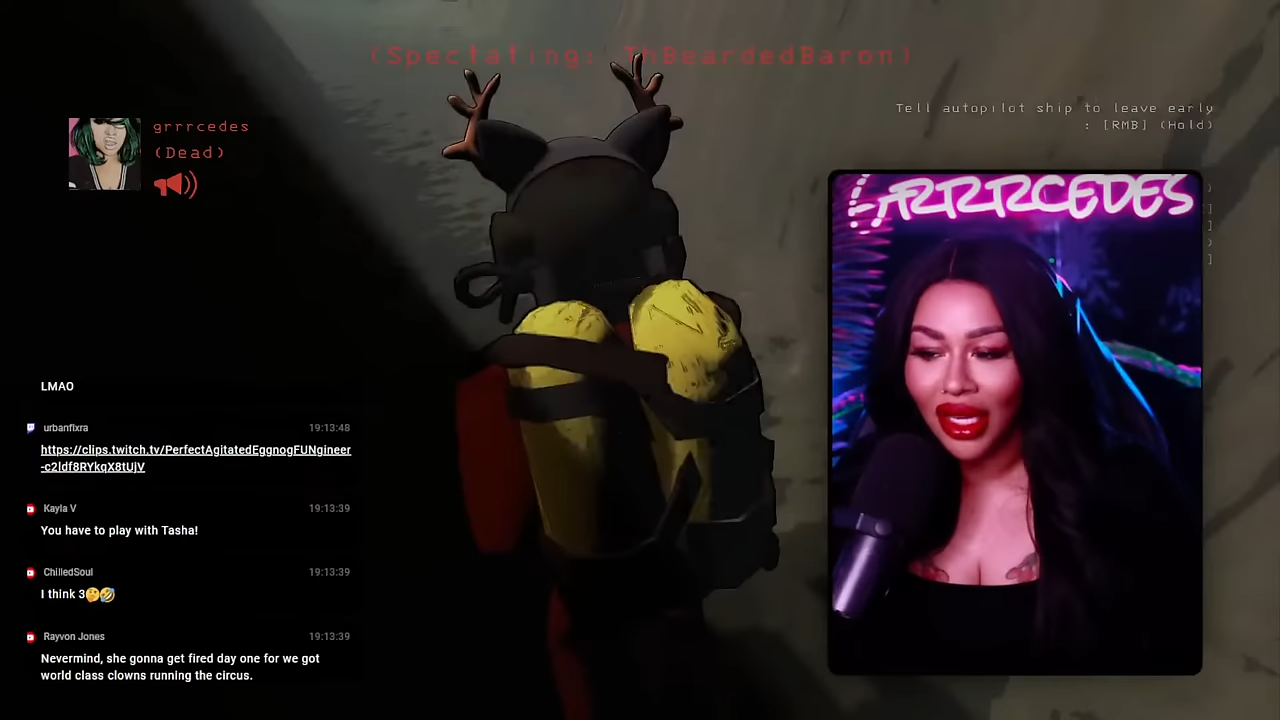 (Spectating: ThBeardedBaron)
grrrcedes
(Dead)
Tell autopilot ship to leave early
: [RMB] (Hold)
GRRRCEDES
LMAO
urbanfixra 19:13:48
https://clips.twitch.tv/PerfectAgitatedEggnogFUNgineer
-c2ldf8RYkqX8tUjV
Kayla V 19:13:39
You have to play with Tasha!
ChilledSoul 19:13:39
I think 3🤔🤣
Rayvon Jones 19:13:39
Nevermind, she gonna get fired day one for we got
world class clowns running the circus.